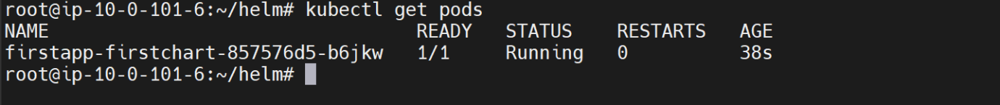 root@ip-10-0-101-6:~/helm# kubectl get pods
NAME                                READY   STATUS    RESTARTS   AGE
firstapp-firstchart-857576d5-b6jkw   1/1     Running   0          38s
root@ip-10-0-101-6:~/helm#